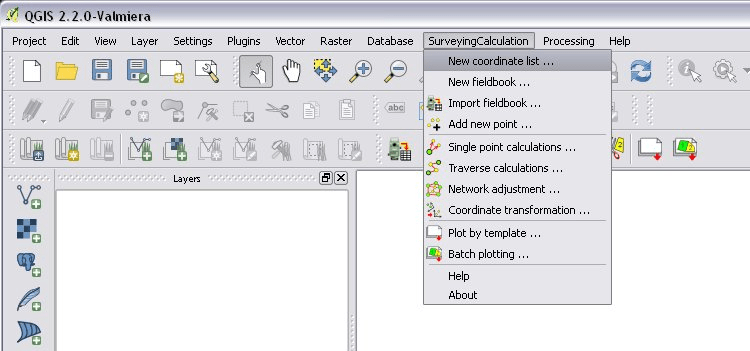 QGIS 2.2.0-Valmiera
Project Edit View Layer Settings Plugins Vector Raster Database SurveyingCalculation Processing Help
New coordinate list ...
New fieldbook ...
Import fieldbook ...
abc
Add new point ...
Single point calculations ...
Traverse calculations ...
Layers
Network adjustment ...
Coordinate transformation ...
Plot by template ...
Batch plotting ...
Help
About